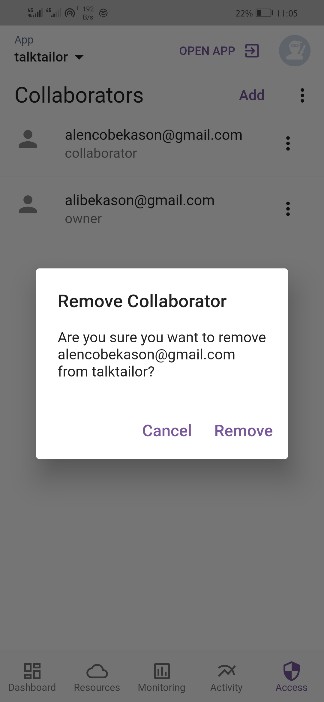 22% 11:05
App
talktailor
OPEN APP
Collaborators
Add
alencobekason@gmail.com
collaborator
alibekason@gmail.com
owner
Remove Collaborator
Are you sure you want to remove
alencobekason@gmail.com
from talktailor?
Cancel Remove
Dashboard Resources Monitoring Activity Access